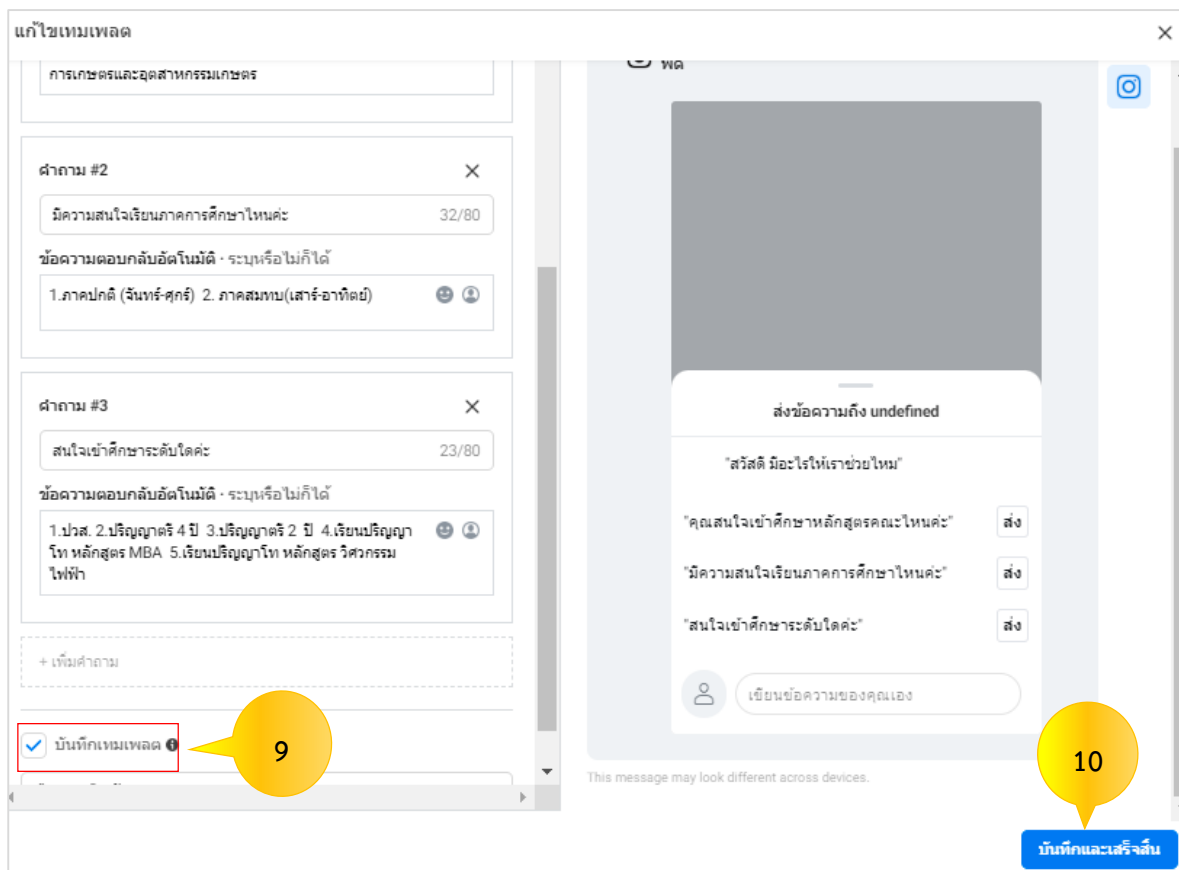 แก้ไขเทมเพลต
การเกษตรและอุตสาหกรรมเกษตร
คำถาม #2
มีความสนใจเรียนภาคการศึกษาไหนค่ะ 32/80
ข้อความตอบกลับอัตโนมัติ · ระบุหรือไม่ก็ได้
1.ภาคปกติ (จันทร์-ศุกร์) 2. ภาคสมทบ(เสาร์-อาทิตย์)
คำถาม #3
สนใจเข้าศึกษาระดับใดค่ะ 23/80
ข้อความตอบกลับอัตโนมัติ · ระบุหรือไม่ก็ได้
1.ปวส. 2.ปริญญาตรี 4 ปี 3.ปริญญาตรี 2 ปี 4.เรียนปริญญา
โท หลักสูตร MBA 5.เรียนปริญญาโท หลักสูตร วิศวกรรม
ไฟฟ้า
+ เพิ่มคำถาม
บันทึกเทมเพลต
9
ฟีด
ส่งข้อความถึง undefined
"สวัสดี มีอะไรให้เราช่วยไหม"
"คุณสนใจเข้าศึกษาหลักสูตรคณะไหนค่ะ" ส่ง
"มีความสนใจเรียนภาคการศึกษาไหนค่ะ" ส่ง
"สนใจเข้าศึกษาระดับใดค่ะ" ส่ง
เขียนข้อความของคุณเอง
This message may look different across devices.
10
บันทึกและเสร็จสิ้น